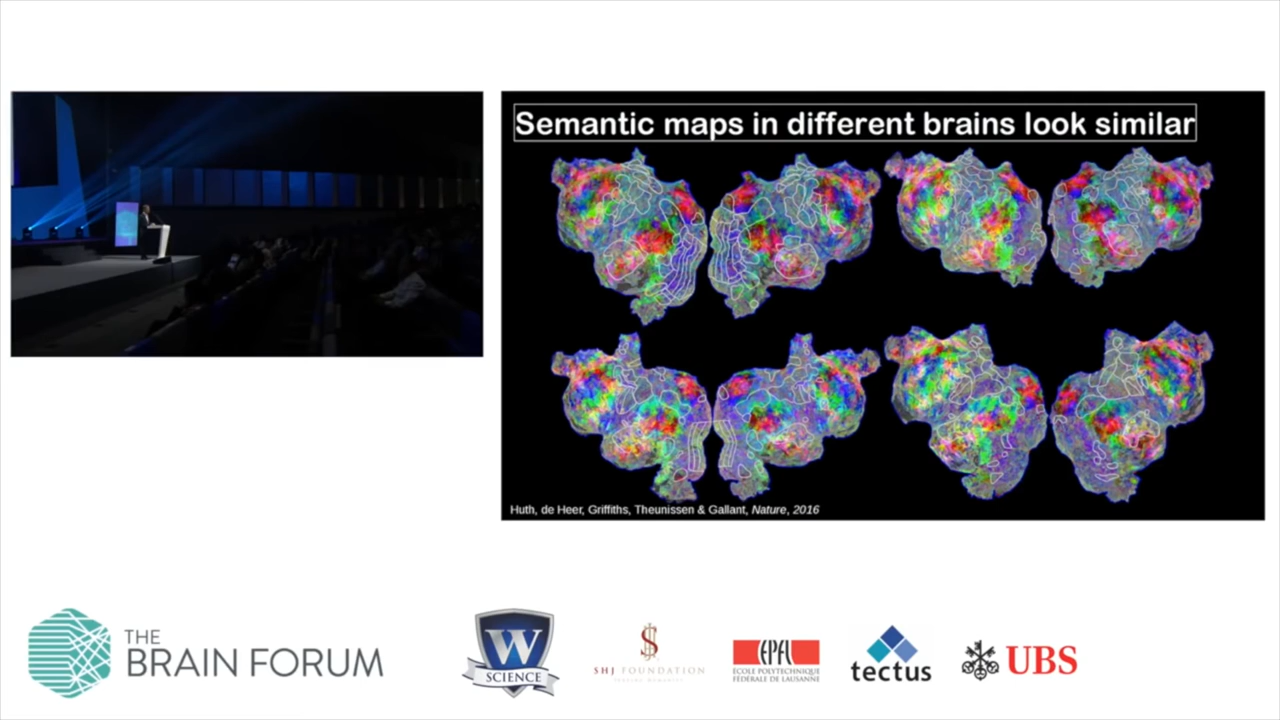 Semantic maps in different brains look similar
Huth, de Heer, Griffiths, Theunissen & Gallant, Nature, 2016
THE
BRAIN FORUM
W
SCIENCE
SHJ FOUNDATION
EPFL
ECOLE POLYTECHNIQUE
FÉDÉRALE DE LAUSANNE
tectus
UBS